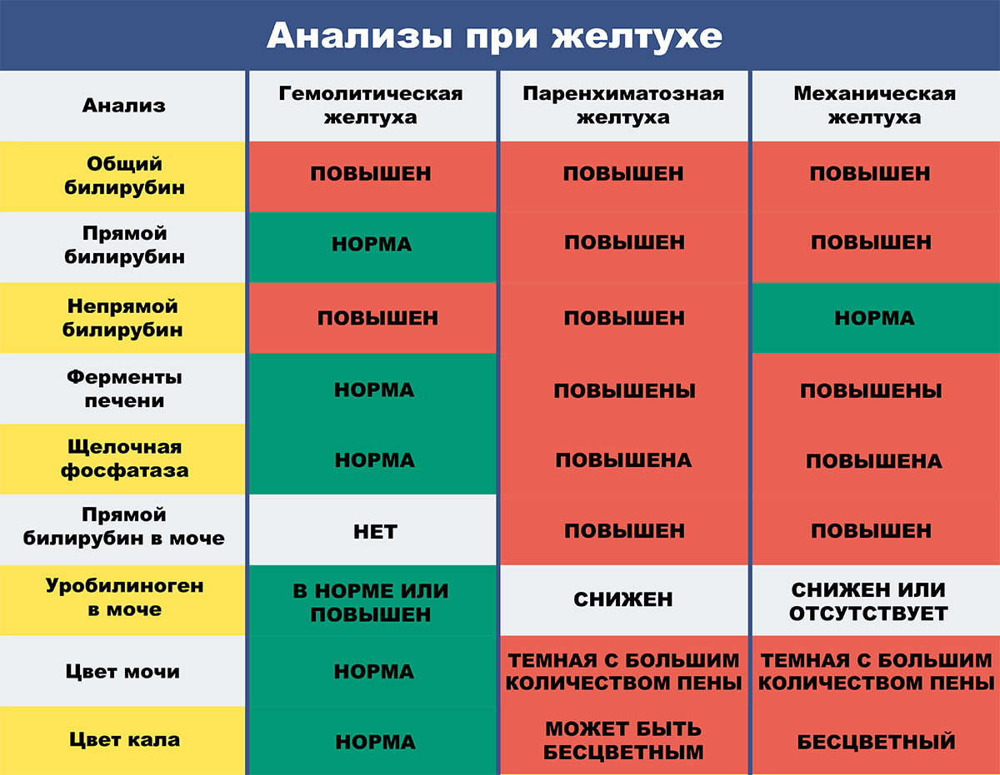 Анализы при желтухе
Анализ
Гемолитическая
желтуха
Паренхиматозная
желтуха
Механическая
желтуха
Общий
билирубин
ПОВЫШЕН
ПОВЫШЕН
ПОВЫШЕН
Прямой
билирубин
НОРМА
ПОВЫШЕН
ПОВЫШЕН
Непрямой
билирубин
ПОВЫШЕН
ПОВЫШЕН
НОРМА
Ферменты
печени
НОРМА
ПОВЫШЕНЫ
ПОВЫШЕНЫ
Щелочная
фосфатаза
НОРМА
ПОВЫШЕНА
ПОВЫШЕНА
Прямой
билирубин в моче
НЕТ
ПОВЫШЕН
ПОВЫШЕН
Уробилиноген
в моче
В НОРМЕ ИЛИ
ПОВЫШЕН
СНИЖЕН
СНИЖЕН ИЛИ
ОТСУТСТВУЕТ
Цвет мочи
НОРМА
ТЕМНАЯ С БОЛЬШИМ
КОЛИЧЕСТВОМ ПЕНЫ
ТЕМНАЯ С БОЛЬШИМ
КОЛИЧЕСТВОМ ПЕНЫ
Цвет кала
НОРМА
МОЖЕТ БЫТЬ
БЕСЦВЕТНЫМ
БЕСЦВЕТНЫЙ